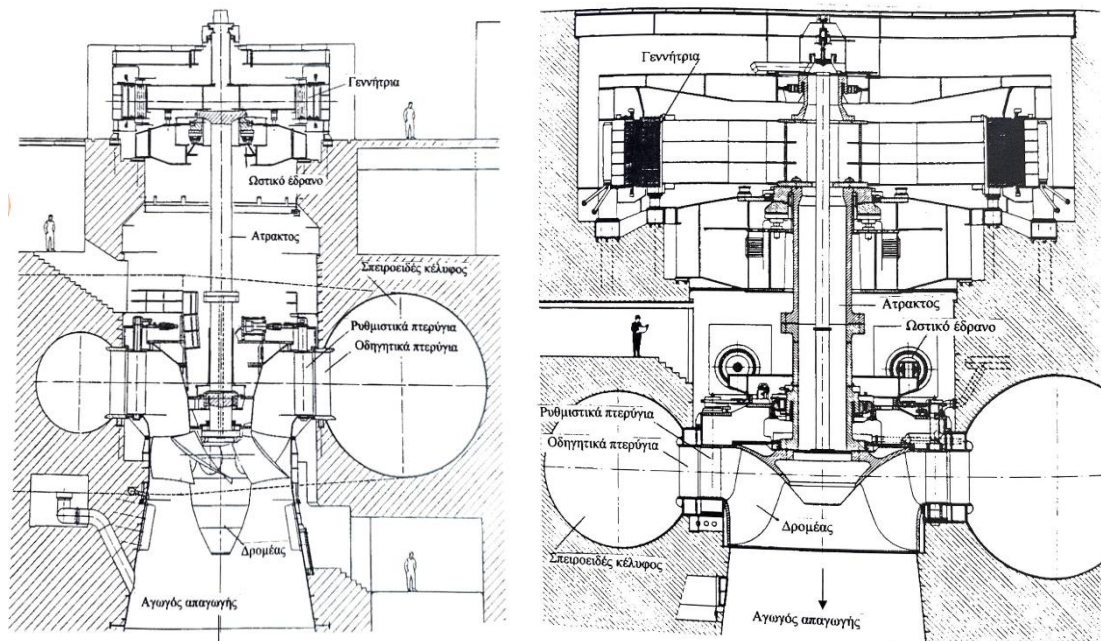 Γεννήτρια
Ωστικό έδρανο
Ατρακτος
Σπειροειδές κέλυφος
Ρυθμιστικά πτερύγια
Οδηγητικά πτερύγια
Δρομέας
Αγωγός απαγωγής
Γεννήτρια
Ατρακτος
Ωστικό έδρανο
Ρυθμιστικά πτερύγια
Οδηγητικά πτερύγια
Δρομέας
Σπειροειδές κέλυφος
Αγωγός απαγωγής